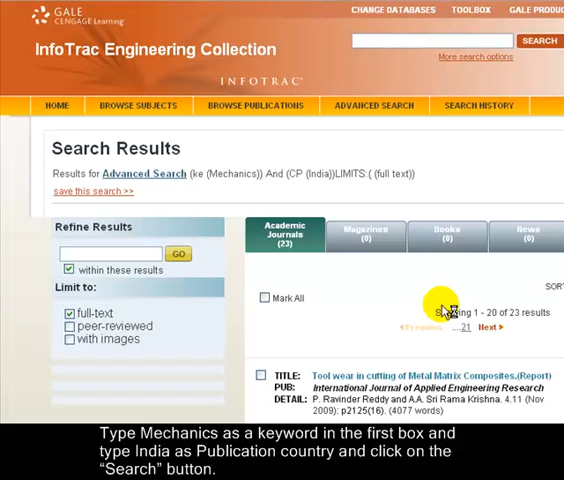 GALE
CENGAGE Learning
CHANGE DATABASES TOOLBOX GALE PRODU
InfoTrac Engineering Collection
SEARCH
More search options
INFOTRAC
HOME BROWSE SUBJECTS BROWSE PUBLICATIONS ADVANCED SEARCH SEARCH HISTORY
Search Results
Results for Advanced Search (ke (Mechanics)) And (CP (India))LIMITS:( (full text))
save this search >>
Refine Results
GO
within these results
Limit to:
full-text
peer-reviewed
with images
Academic Journals (23)
Magazines (0)
Books (0)
News (0)
SOR
Mark All
1 - 20 of 23 results
Previous ....21 Next
TITLE: Tool wear in cutting of Metal Matrix Composites.(Report)
PUB: International Journal of Applied Engineering Research
DETAIL: P. Ravinder Reddy and A.A. Sri Rama Krishna. 4.11 (Nov
2009): p2125(16). (4077 words)
Type Mechanics as a keyword in the first box and
type India as Publication country and click on the
“Search” button.